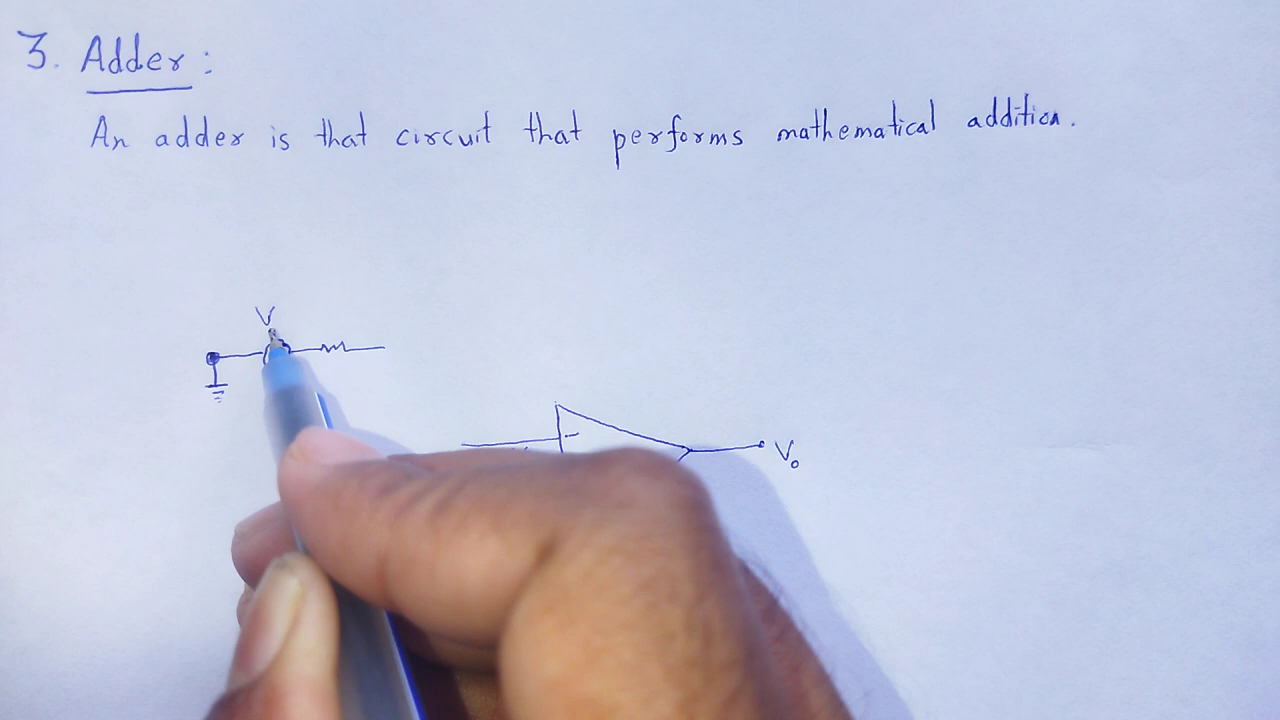 3. Adder :
An adder is that circuit that performs mathematical addition.
V
V₀